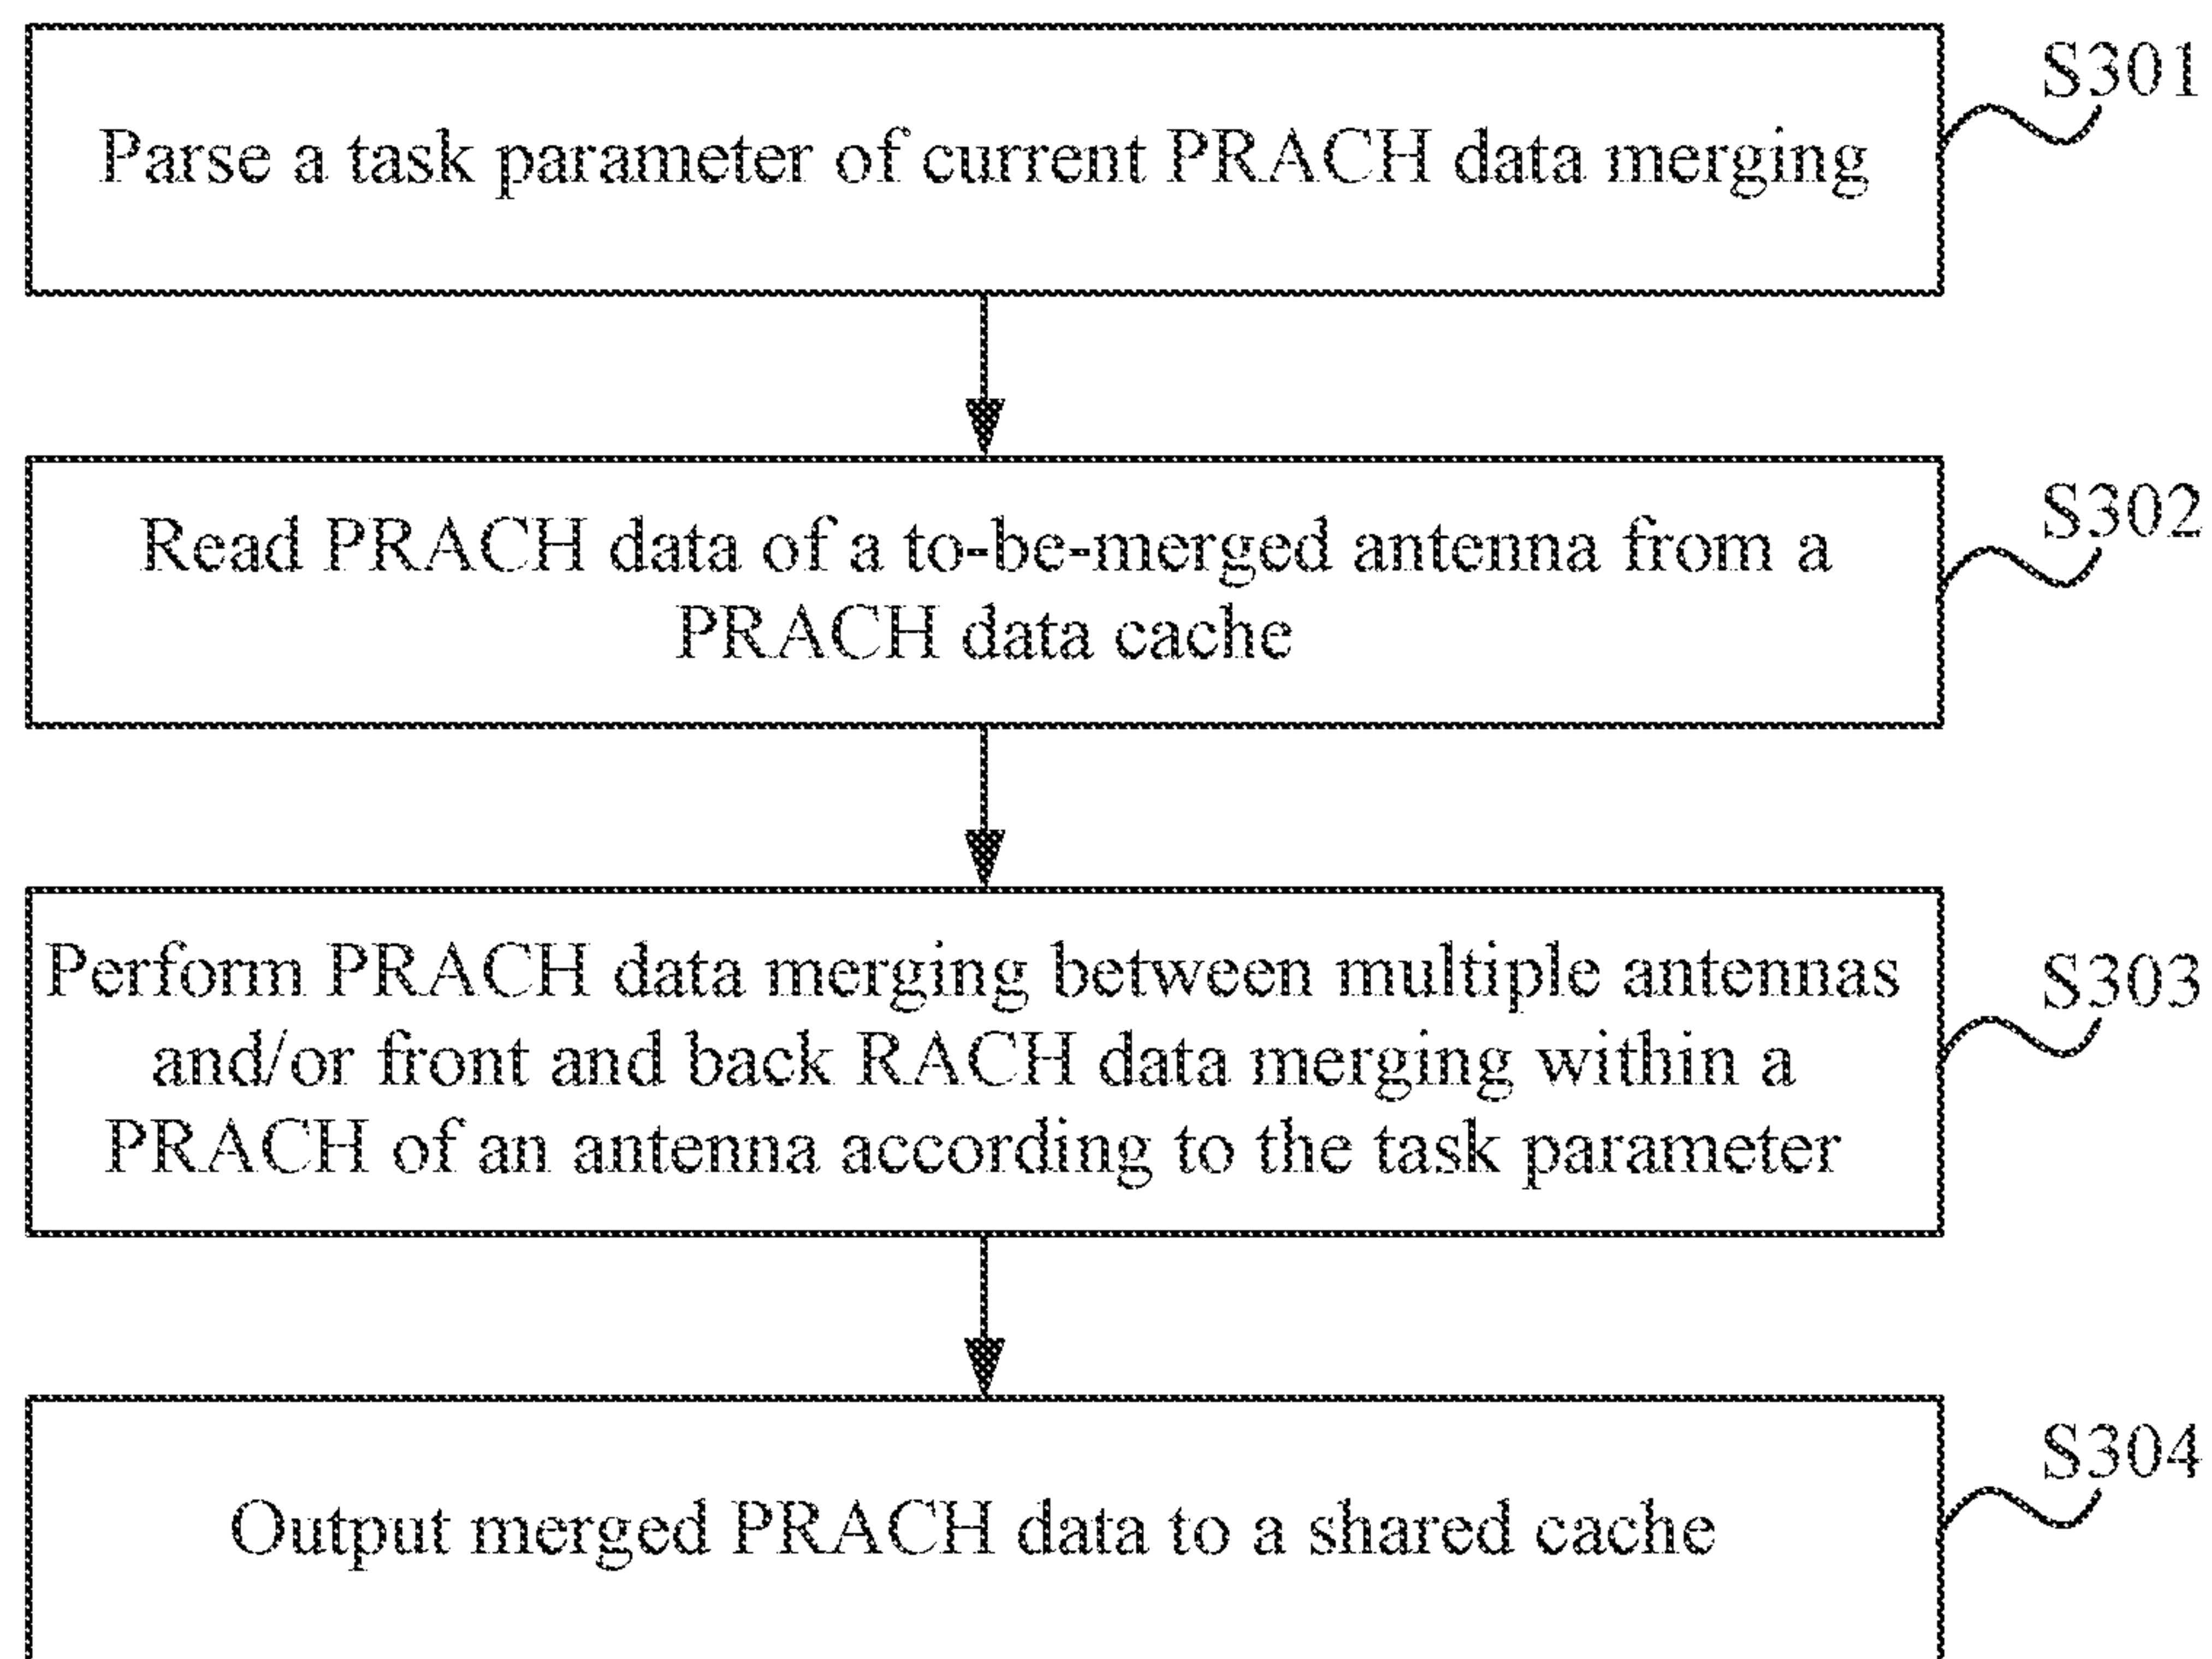 S301
Parse a task parameter of current PRACH data merging
S302
Read PRACH data of a to-be-merged antenna from a
PRACH data cache
S303
Perform PRACH data merging between multiple antennas
and/or front and back RACH data merging within a
PRACH of an antenna according to the task parameter
S304
Output merged PRACH data to a shared cache